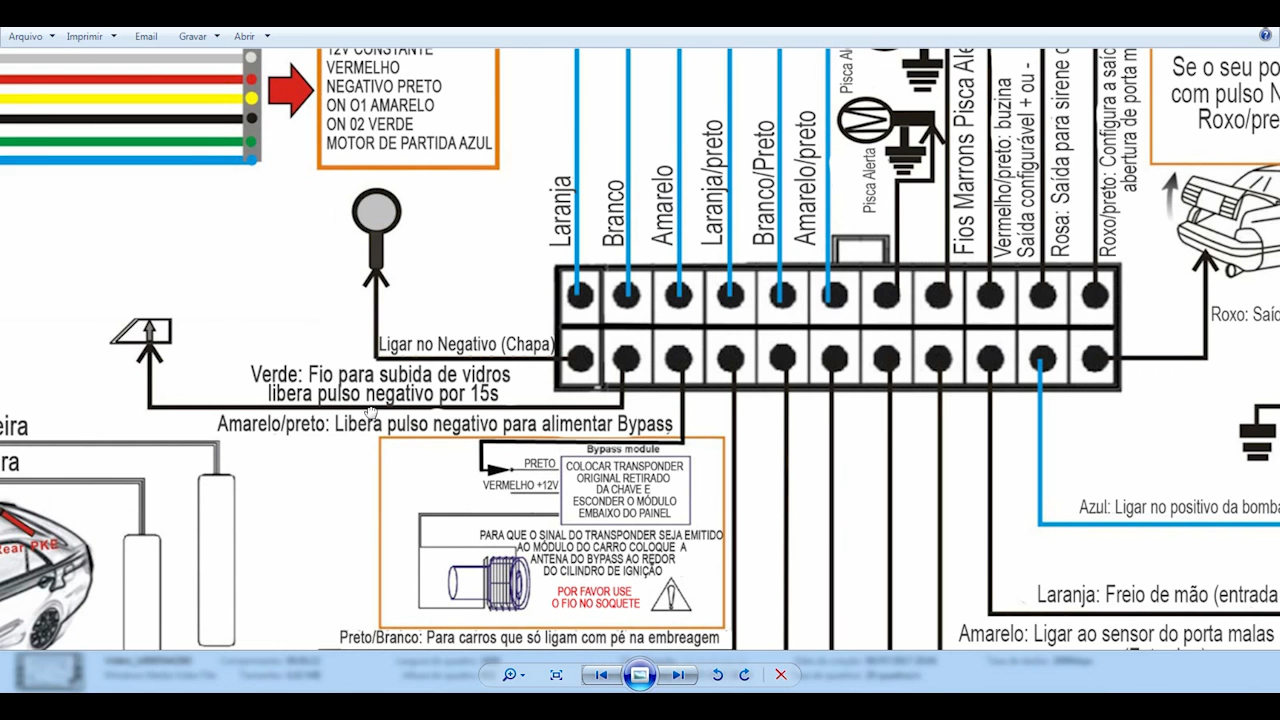 Arquivo
Imprimir
Email
Gravar
Abrir
12V CONSTANTE
VERMELHO
NEGATIVO PRETO
ON O1 AMARELO
ON 02 VERDE
MOTOR DE PARTIDA AZUL
Laranja
Branco
Amarelo
Laranja/preto
Branco/Preto
Amarelo/preto
Pisca Ale
Pisca Alerta
Fios Marrons Pisca Ale
Vermelho/preto: buzina
Saída configurável + ou -
Rosa: Saída para sirene
Roxo/preto: Configura a saí
abertura de porta m
Se o seu po
com pulso N
Roxo/pre
Roxo: Saíd
Ligar no Negativo (Chapa)
Verde: Fio para subida de vidros
libera pulso negativo por 15s
Amarelo/preto: Libera pulso negativo para alimentar Bypass
eira
ra
Rear PKE
Bypass module
PRETO
VERMELHO +12V
COLOCAR TRANSPONDER
ORIGINAL RETIRADO
DA CHAVE E
ESCONDER O MÓDULO
EMBAIXO DO PAINEL
PARA QUE O SINAL DO TRANSPONDER SEJA EMITIDO
AO MÓDULO DO CARRO COLOQUE A
ANTENA DO BYPASS AO REDOR
DO CILINDRO DE IGNIÇÃO
POR FAVOR USE
O FIO NO SOQUETE
Preto/Branco: Para carros que só ligam com pé na embreagem
Azul: Ligar no positivo da bomba
Laranja: Freio de mão (entrada
Amarelo: Ligar ao sensor do porta malas